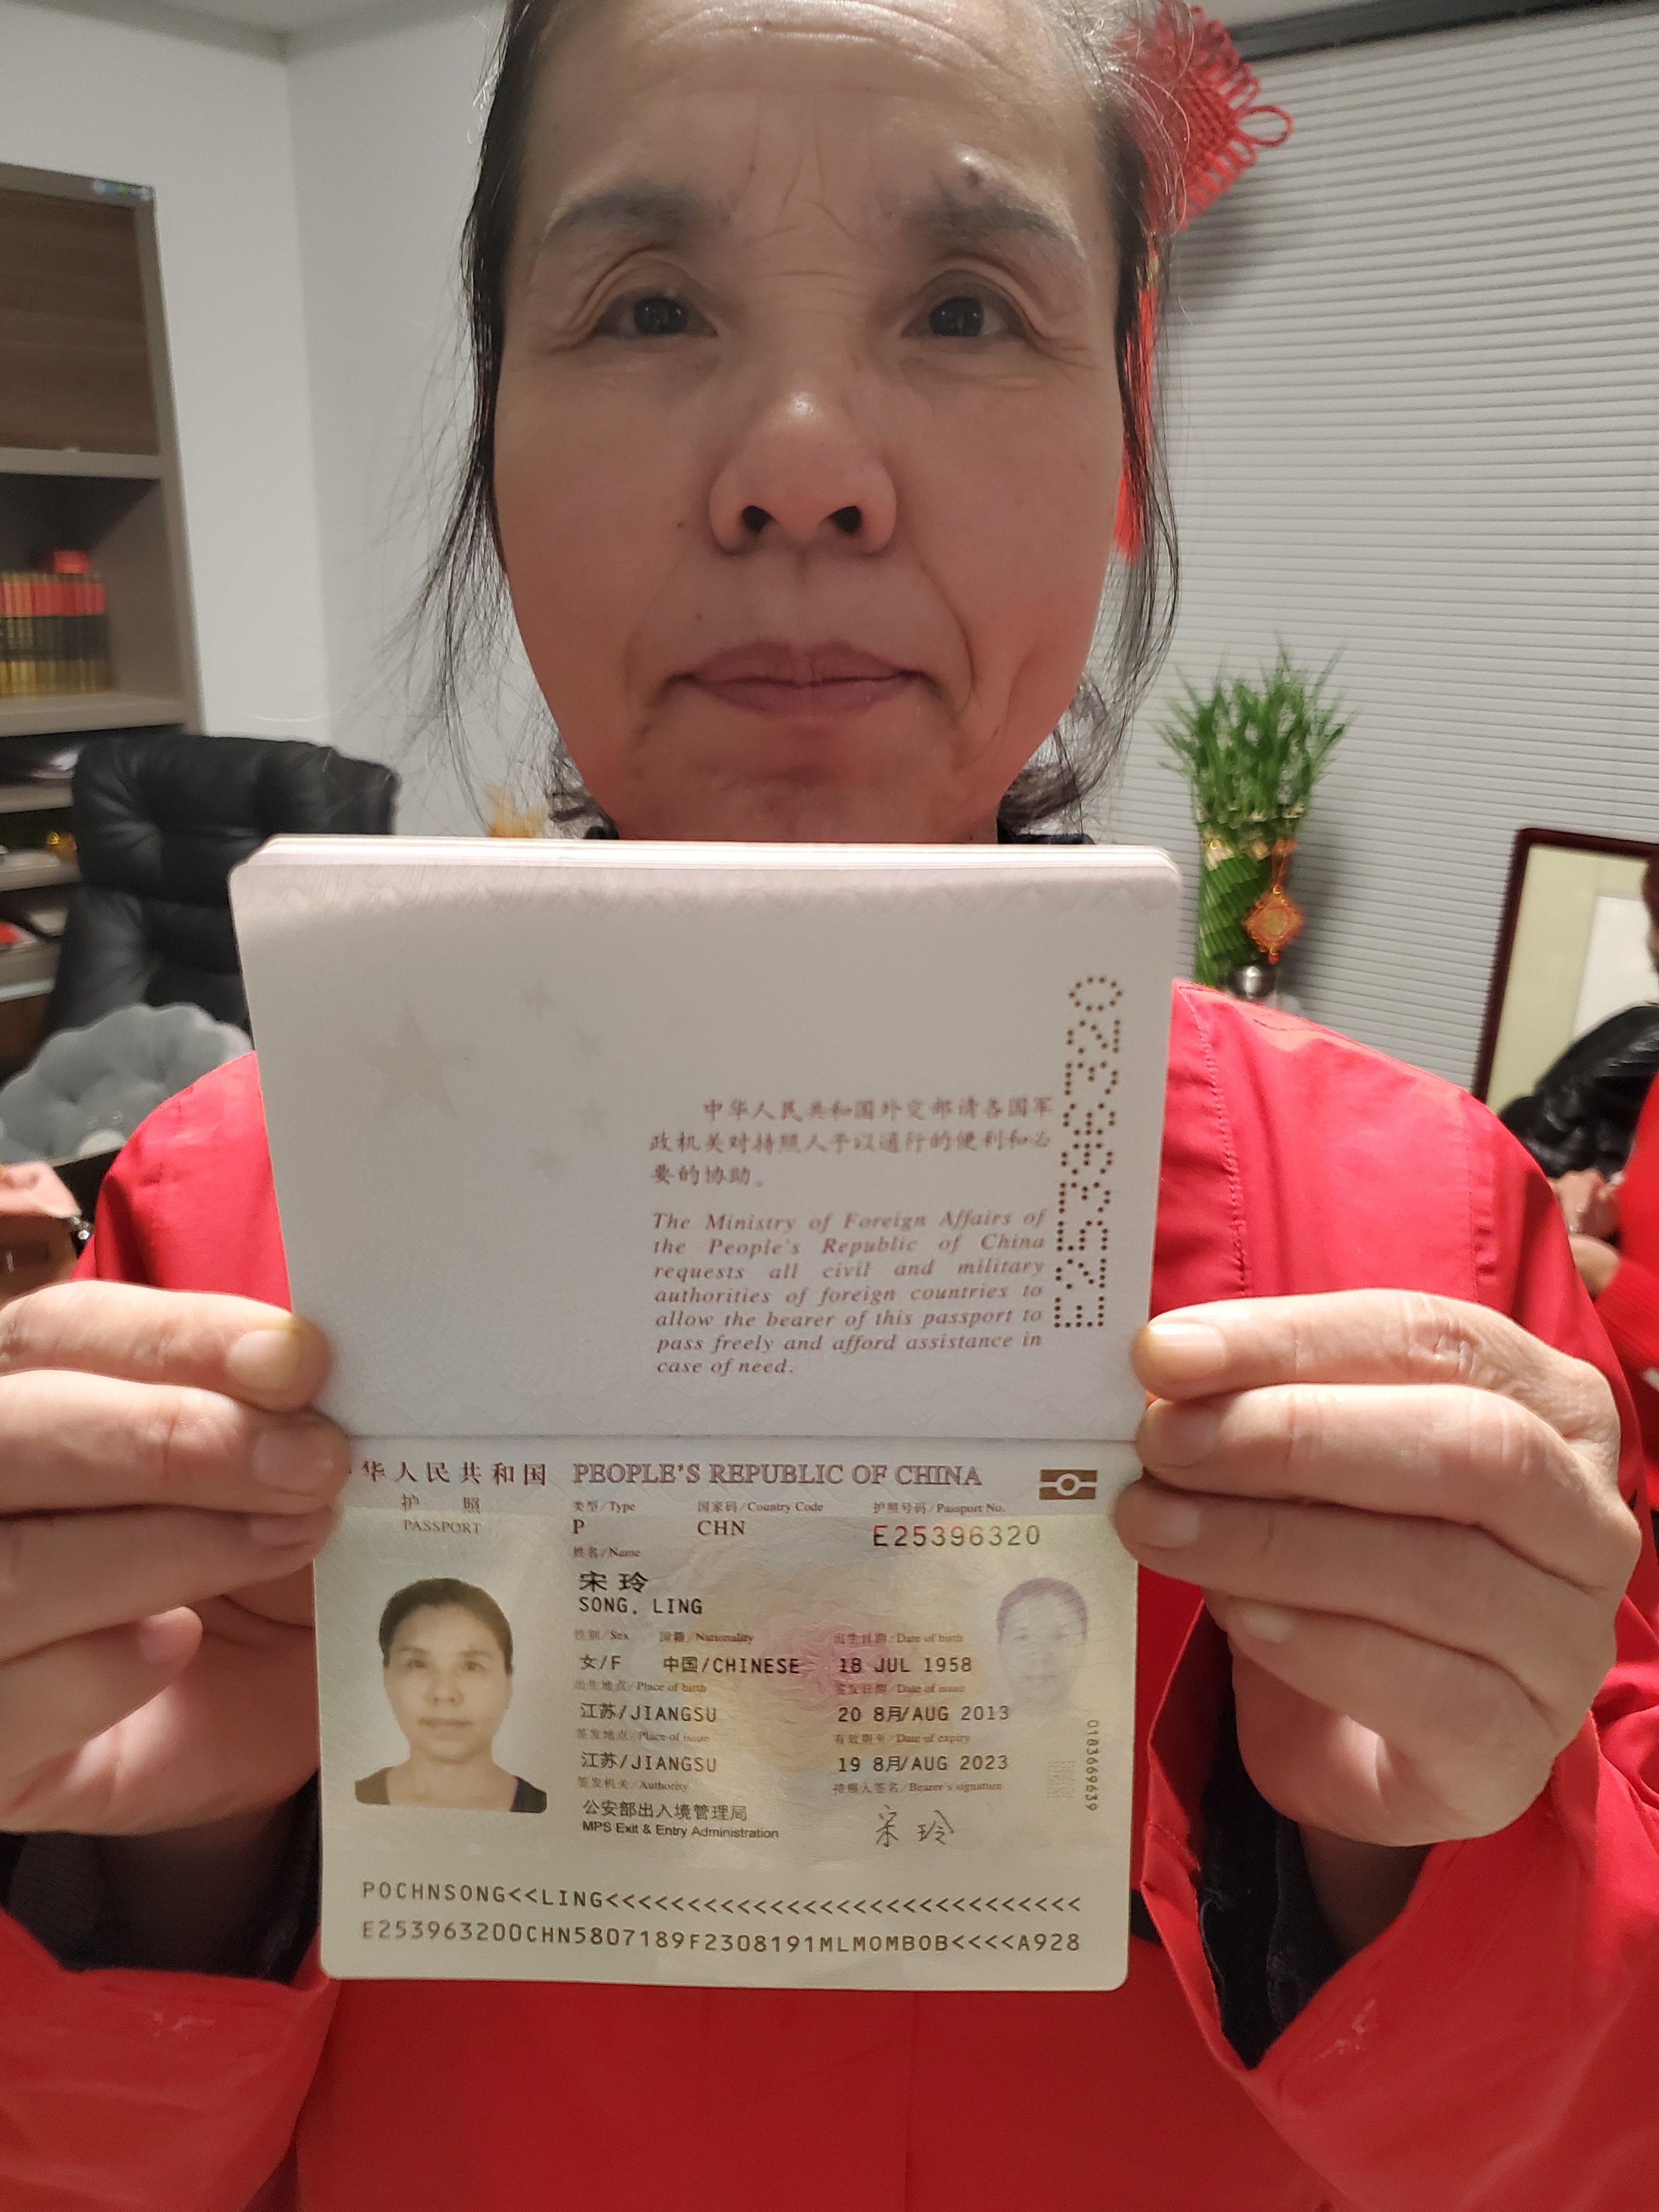 中华人民共和国外交部请各国军
政机关对持照人予以通行的便利和必
要的协助。
The Ministry of Foreign Affairs of
the People's Republic of China
requests all civil and military
authorities of foreign countries to
allow the bearer of this passport to
pass freely and afford assistance in
case of need.
E25396320
华人民共和国 PEOPLE'S REPUBLIC OF CHINA
护 照 类型/Type 国家码/Country Code 护照号码/Passport No.
PASSPORT P CHN E25396320
姓名/Name
宋玲
SONG, LING
性别/Sex 国籍/Nationality 出生日期/Date of birth
女/F 中国/CHINESE 18 JUL 1958
出生地点/Place of birth 签发日期/Date of issue
江苏/JIANGSU 20 8月/AUG 2013
签发地点/Place of issue 有效期至/Date of expiry
江苏/JIANGSU 19 8月/AUG 2023
签发机关/Authority 持照人签名/Bearer's signature
公安部出入境管理局 宋玲
MPS Exit & Entry Administration
018369639
POCHNSONG<<LING<<<<<<<<<<<<<<<<<<<<<<<<<<<<<
E253963200CHN5807189F2308191MLMOMBOB<<<<A928